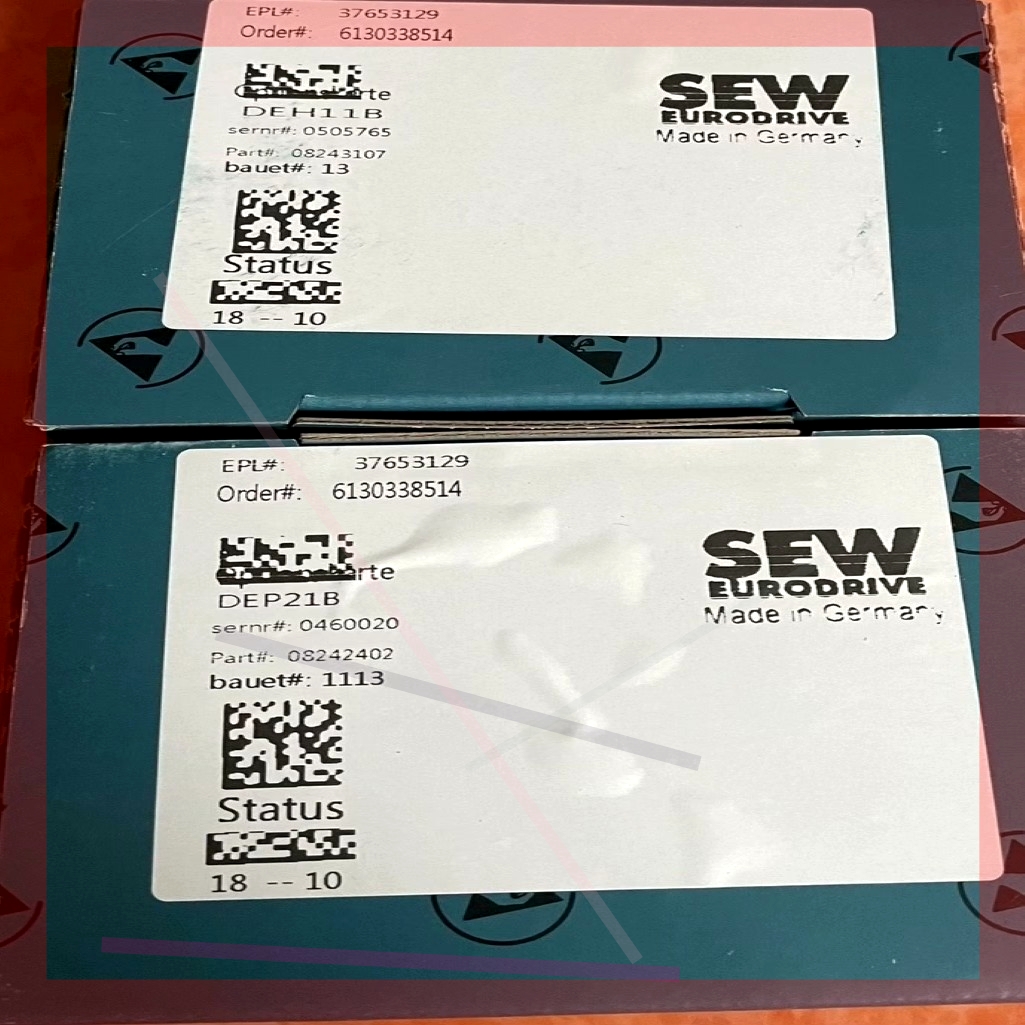 EPL#: 37653129
Order#: 6130338514
DEH11B
sernr#: 0505765
Part#: 08243107
bauet#: 13
Status
18 -- 10
SEW
EURODRIVE
Made in Germany
EPL#: 37653129
Order#: 6130338514
DEP21B
sernr#: 0460020
Part#: 08242402
bauet#: 1113
Status
18 -- 10
SEW
EURODRIVE
Made in Germany